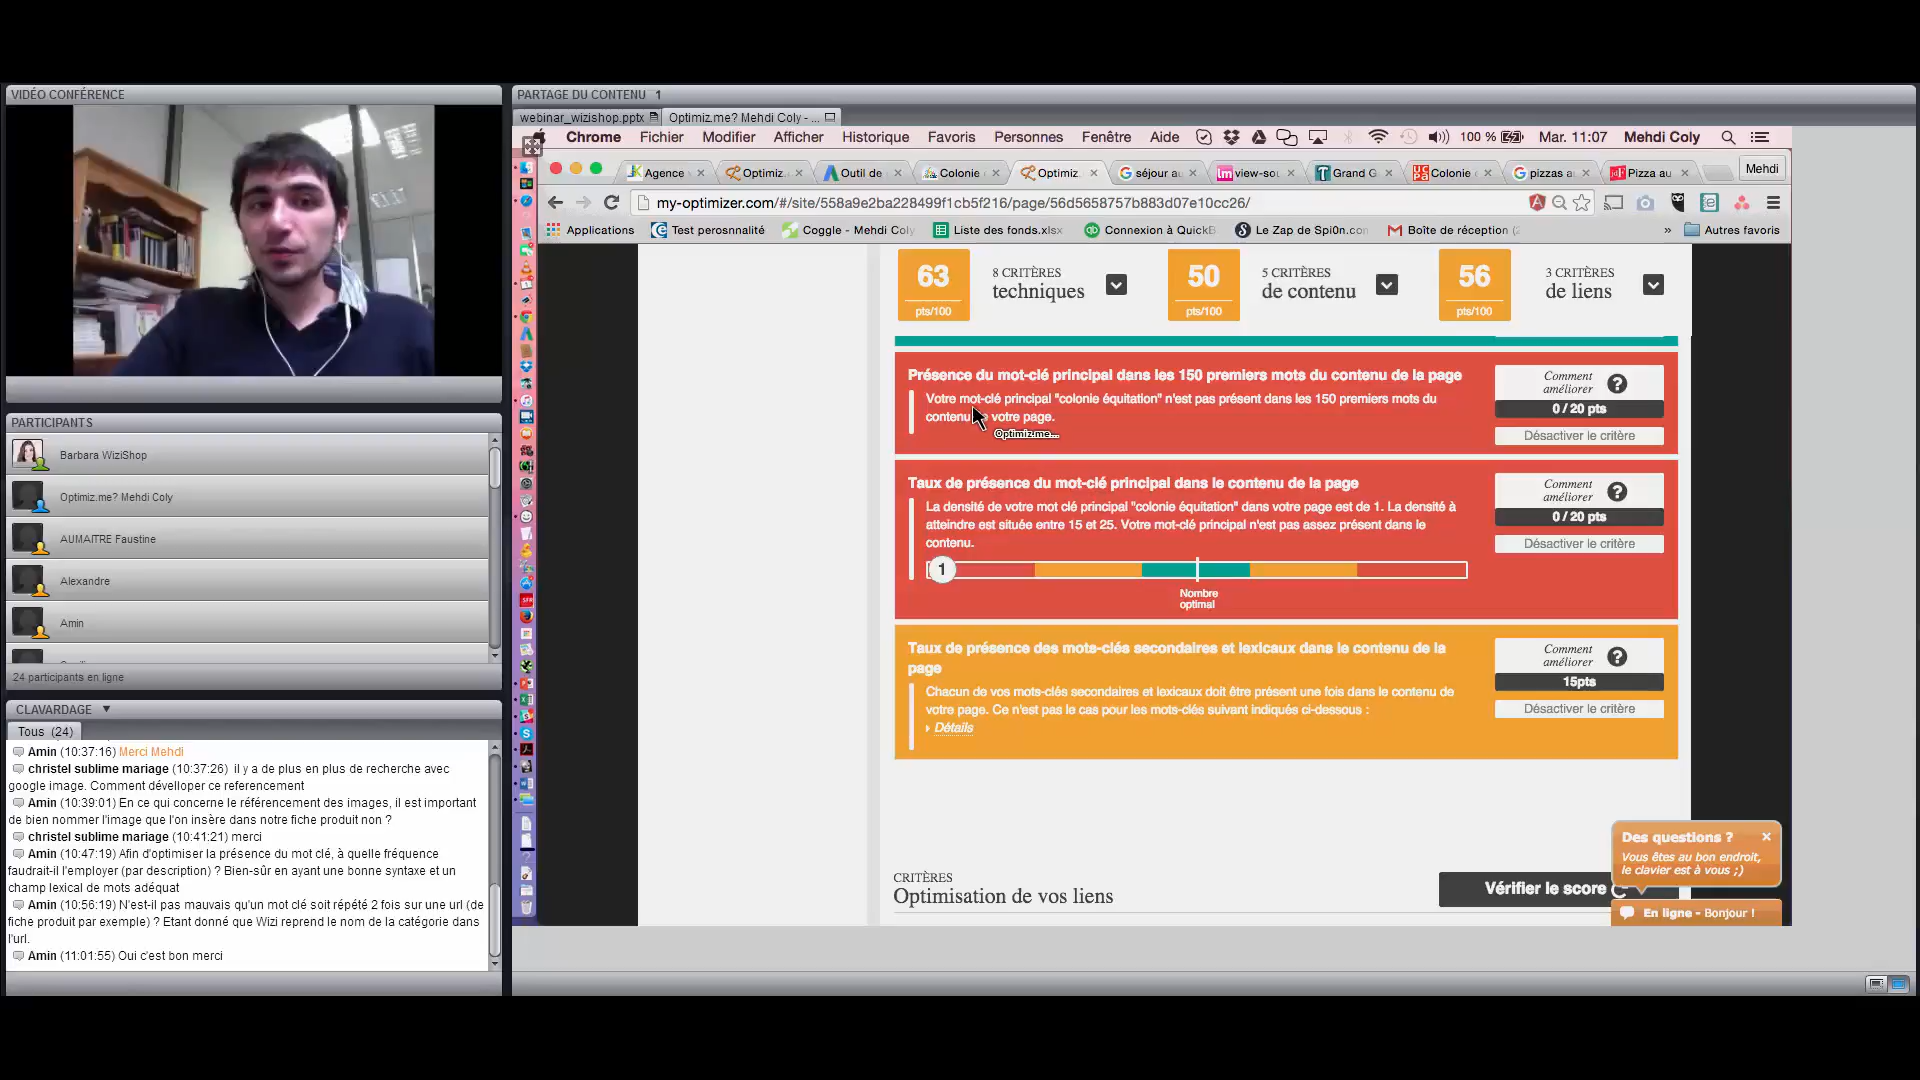 VIDÉO CONFÉRENCE
PARTICIPANTS
Barbara WiziShop
Optimiz.me? Mehdi Coly
AUMAITRE Faustine
Alexandre
Amin
24 participants en ligne
CLAVARDAGE
Tous (24)
Amin (10:37:16) Merci Mehdi
christel sublime mariage (10:37:26) il y a de plus en plus de recherche avec
google image. Comment dévelloper ce referencement
Amin (10:39:01) En ce qui concerne le référencement des images, il est important
de bien nommer l'image que l'on insère dans notre fiche produit non ?
christel sublime mariage (10:41:21) merci
Amin (10:47:19) Afin d'optimiser la présence du mot clé, à quelle fréquence
faudrait-il l'employer (par description) ? Bien-sûr en ayant une bonne syntaxe et un
champ lexical de mots adéquat
Amin (10:56:19) N'est-il pas mauvais qu'un mot clé soit répété 2 fois sur une url (de
fiche produit par exemple) ? Etant donné que Wizi reprend le nom de la catégorie dans
l'url.
Amin (11:01:55) Oui c'est bon merci
PARTAGE DU CONTENU 1
webinar_wizishop.pptx Optimiz.me? Mehdi Coly - ...
Chrome Fichier Modifier Afficher Historique Favoris Personnes Fenêtre Aide 100 % Mar. 11:07 Mehdi Coly
Agence Optimiz. Outil de Colonie Optimiz séjour au view-sou Grand G Colonie pizzas a Pizza au Mehdi
my-optimizer.com/#/site/558a9e2ba228499f1cb5f216/page/56d5658757b883d07e10cc26/
Applications Test perosnnalité Coggle - Mehdi Coly Liste des fonds.xlsx Connexion à QuickB Le Zap de Spi0n.com Boîte de réception (2 » Autres favoris
63
pts/100
8 CRITÈRES
techniques
50
pts/100
5 CRITÈRES
de contenu
56
pts/100
3 CRITÈRES
de liens
Présence du mot-clé principal dans les 150 premiers mots du contenu de la page
Votre mot-clé principal "colonie équitation" n'est pas présent dans les 150 premiers mots du
contenu votre page.
Optimiz.me...
Comment
améliorer ?
0 / 20 pts
Désactiver le critère
Taux de présence du mot-clé principal dans le contenu de la page
La densité de votre mot clé principal "colonie équitation" dans votre page est de 1. La densité à
atteindre est située entre 15 et 25. Votre mot-clé principal n'est pas assez présent dans le
contenu.
1
Nombre
optimal
Comment
améliorer ?
0 / 20 pts
Désactiver le critère
Taux de présence des mots-clés secondaires et lexicaux dans le contenu de la
page
Chacun de vos mots-clés secondaires et lexicaux doit être présent une fois dans le contenu de
votre page. Ce n'est pas le cas pour les mots-clés suivant indiqués ci-dessous :
Détails
Comment
améliorer ?
15pts
Désactiver le critère
CRITÈRES
Optimisation de vos liens
Vérifier le score
Des questions ?
Vous êtes au bon endroit,
le clavier est à vous ;)
En ligne - Bonjour !